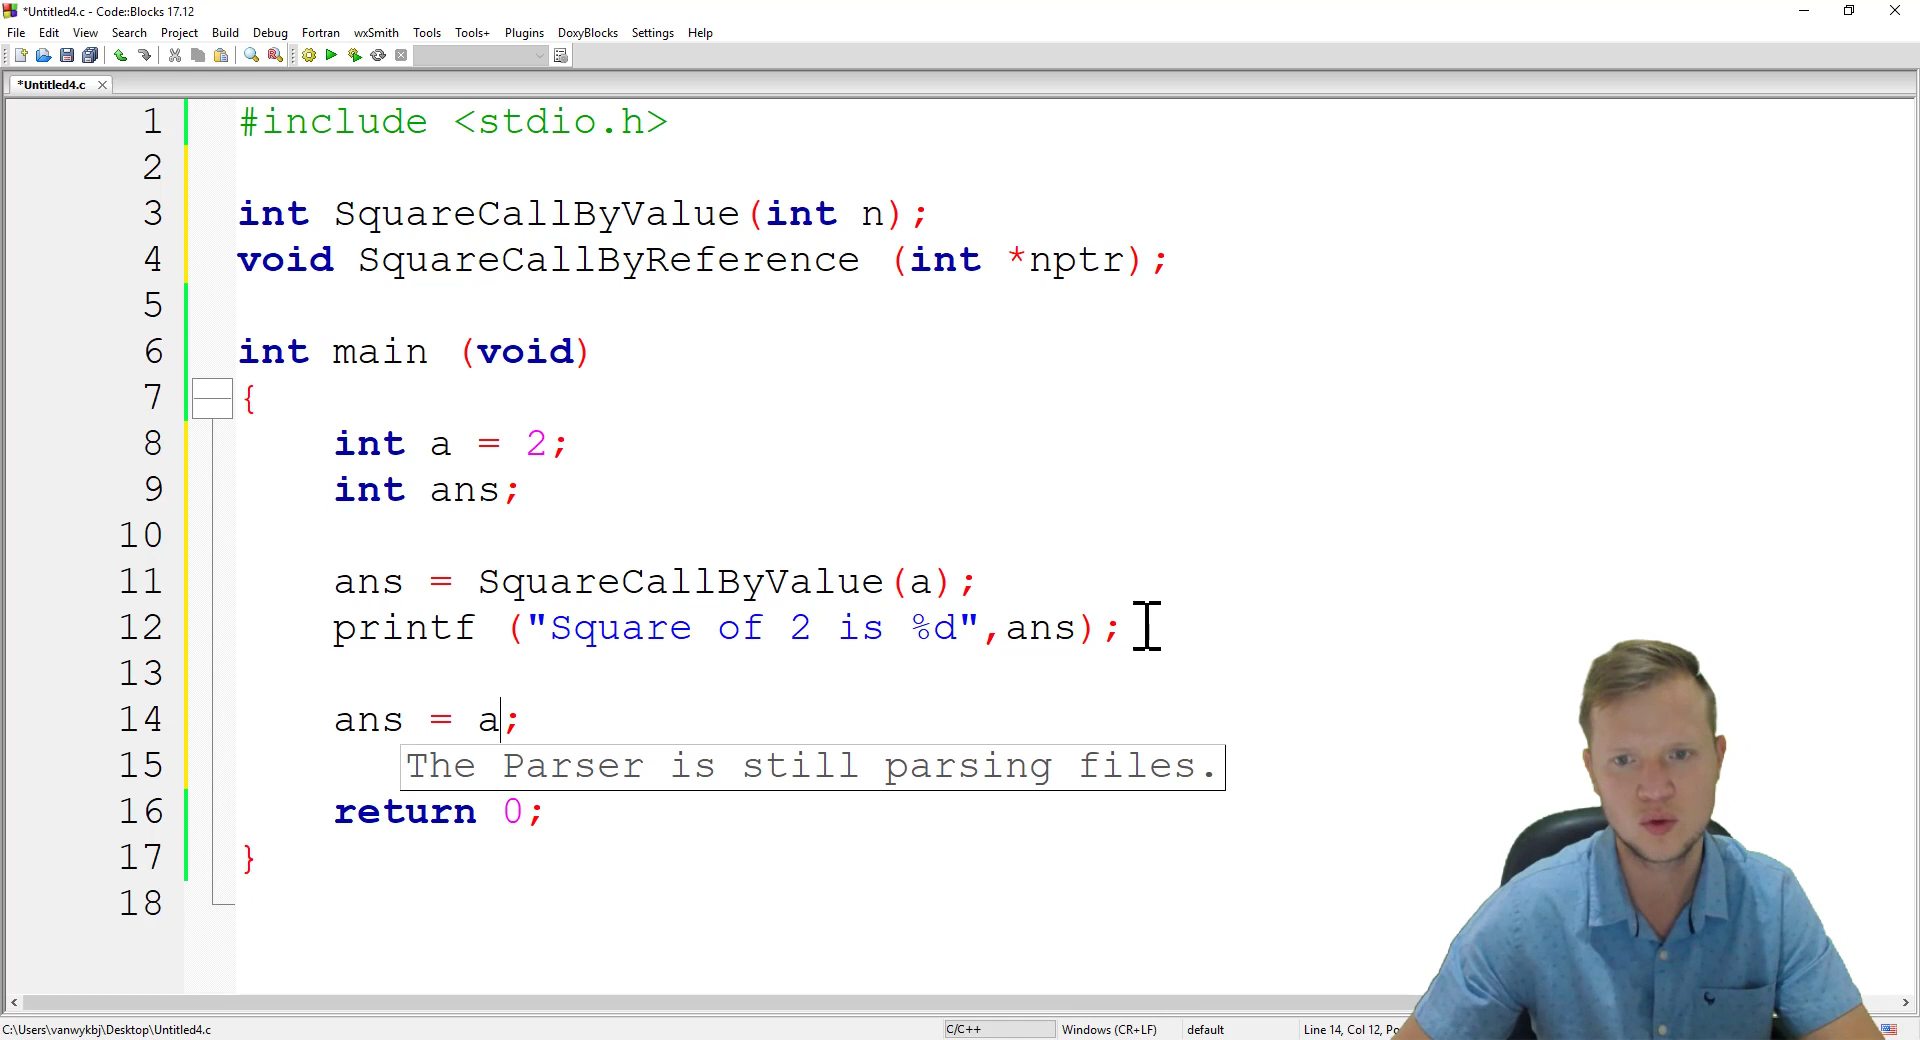 *Untitled4.c - Code::Blocks 17.12
File Edit View Search Project Build Debug Fortran wxSmith Tools Tools+ Plugins DoxyBlocks Settings Help
*Untitled4.c
1 #include <stdio.h>
2
3 int SquareCallByValue(int n);
4 void SquareCallByReference (int *nptr);
5
6 int main (void)
7 {
8 int a = 2;
9 int ans;
10
11 ans = SquareCallByValue(a);
12 printf ("Square of 2 is %d",ans);
13
14 ans = a;
15 The Parser is still parsing files.
16 return 0;
17 }
18
C:\Users\vanwykbj\Desktop\Untitled4.c C/C++ Windows (CR+LF) default Line 14, Col 12, Po